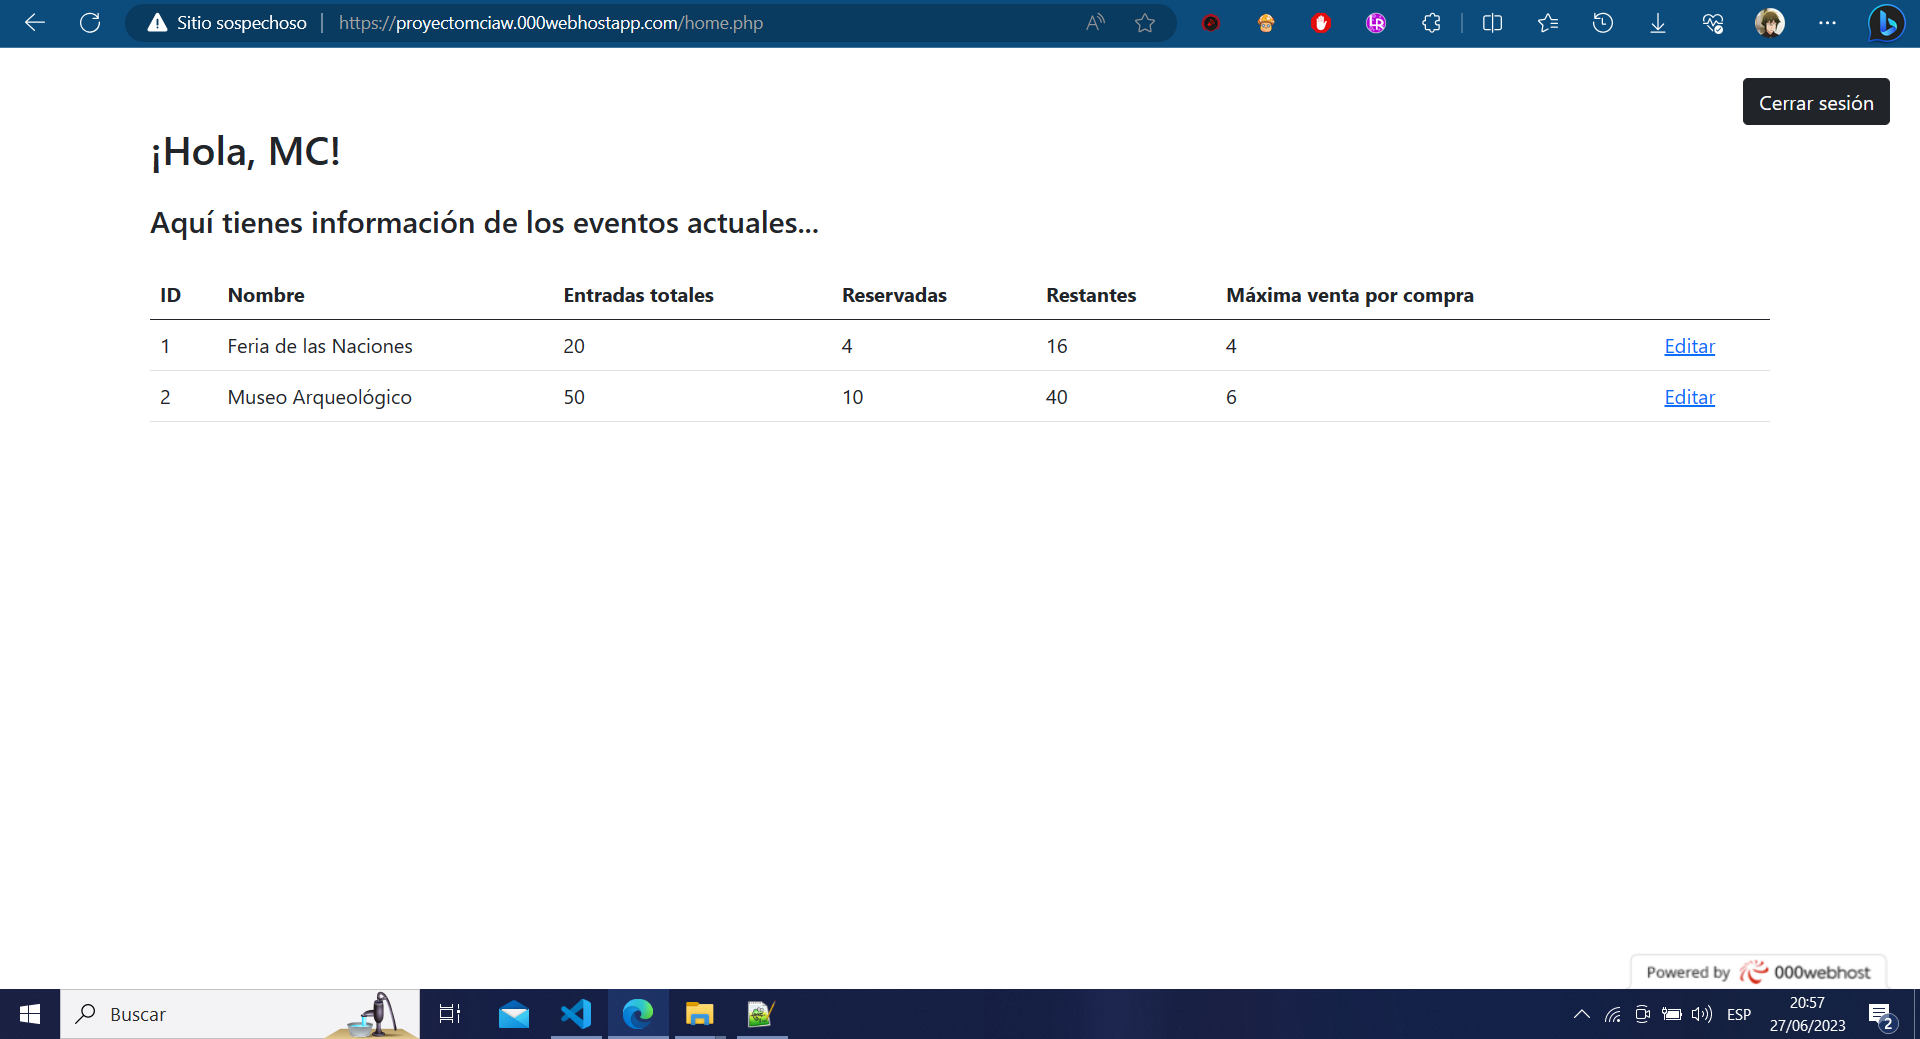 Sitio sospechoso https://proyectomciaw.000webhostapp.com/home.php
Cerrar sesión
¡Hola, MC!
Aquí tienes información de los eventos actuales...
ID Nombre Entradas totales Reservadas Restantes Máxima venta por compra
1 Feria de las Naciones 20 4 16 4 Editar
2 Museo Arqueológico 50 10 40 6 Editar
Powered by 000webhost
Buscar
ESP
20:57
27/06/2023
2